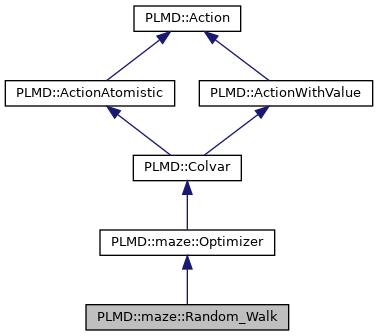 PLMD::Action
PLMD::ActionAtomistic
PLMD::ActionWithValue
PLMD::Colvar
PLMD::maze::Optimizer
PLMD::maze::Random_Walk